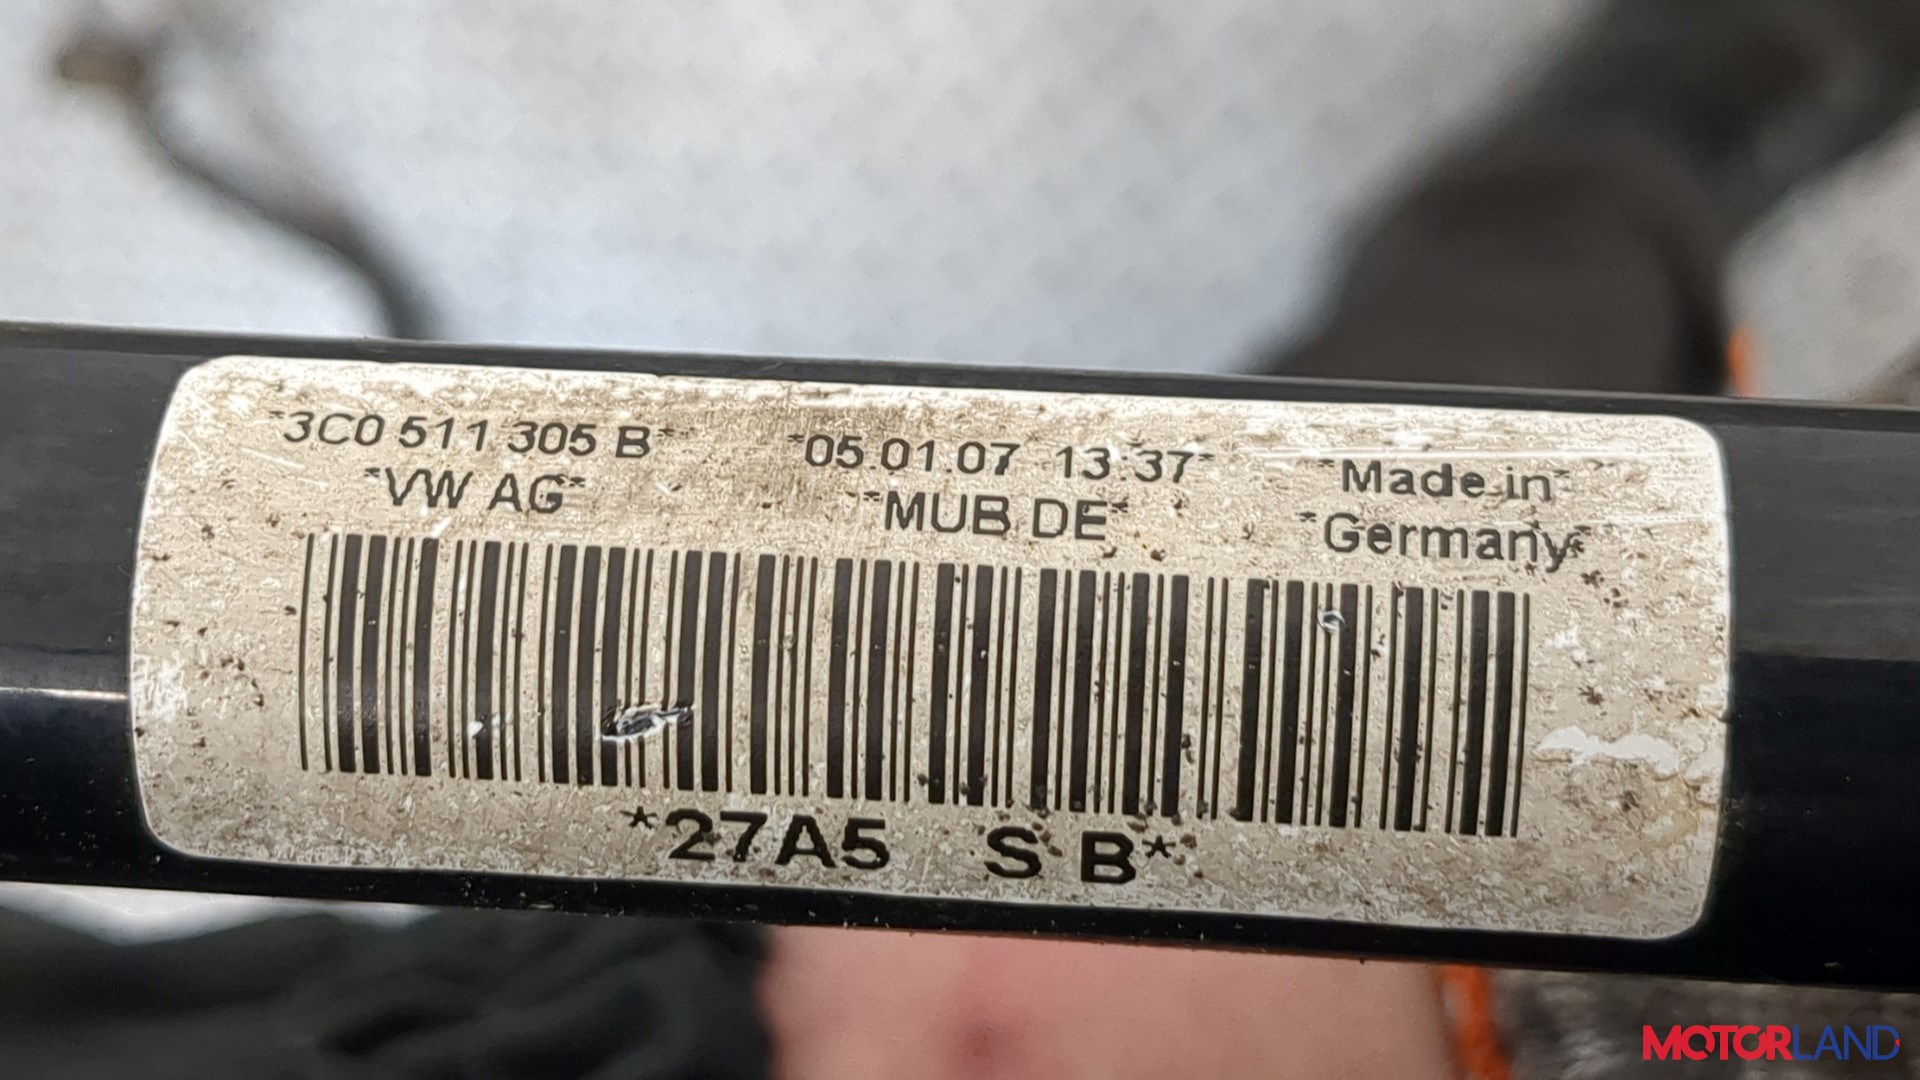 *3C0 511 305 B* *05.01.07 13:37* *Made in*
*VW AG* *MUB DE* *Germany*
*27A5 S B*
MOTORLAND